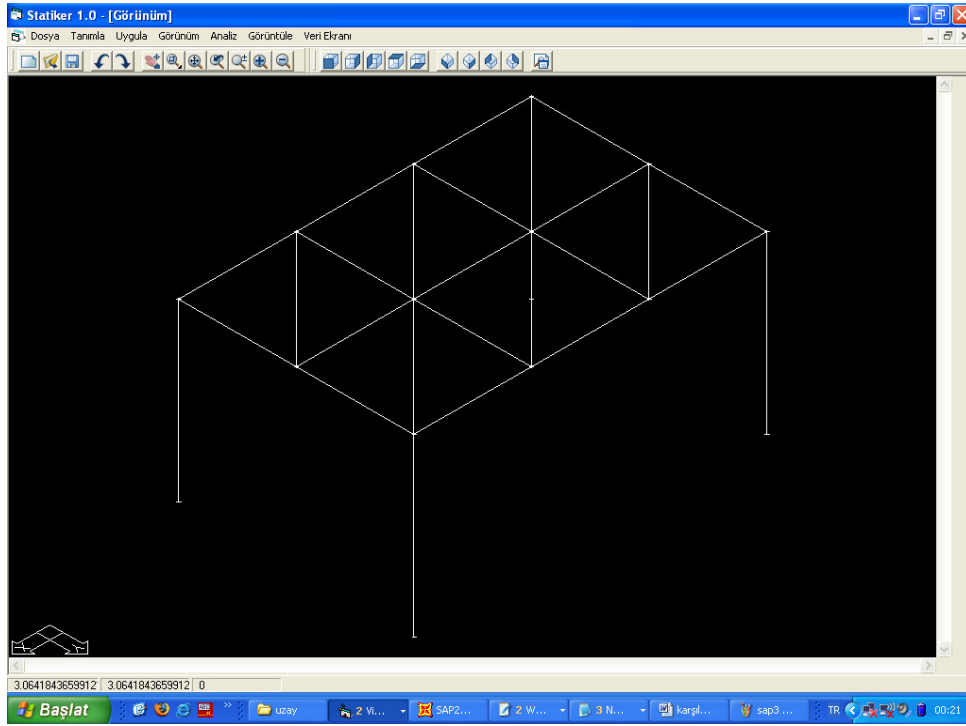 Statiker 1.0 - [Görünüm]
Dosya Tanımla Uygula Görünüm Analiz Görüntüle Veri Ekranı
3.0641843659912 3.0641843659912 0
Başlat » uzay 2 Vi... SAP2... 2 W... 3 N... karşıl... sap3 ... TR 00:21